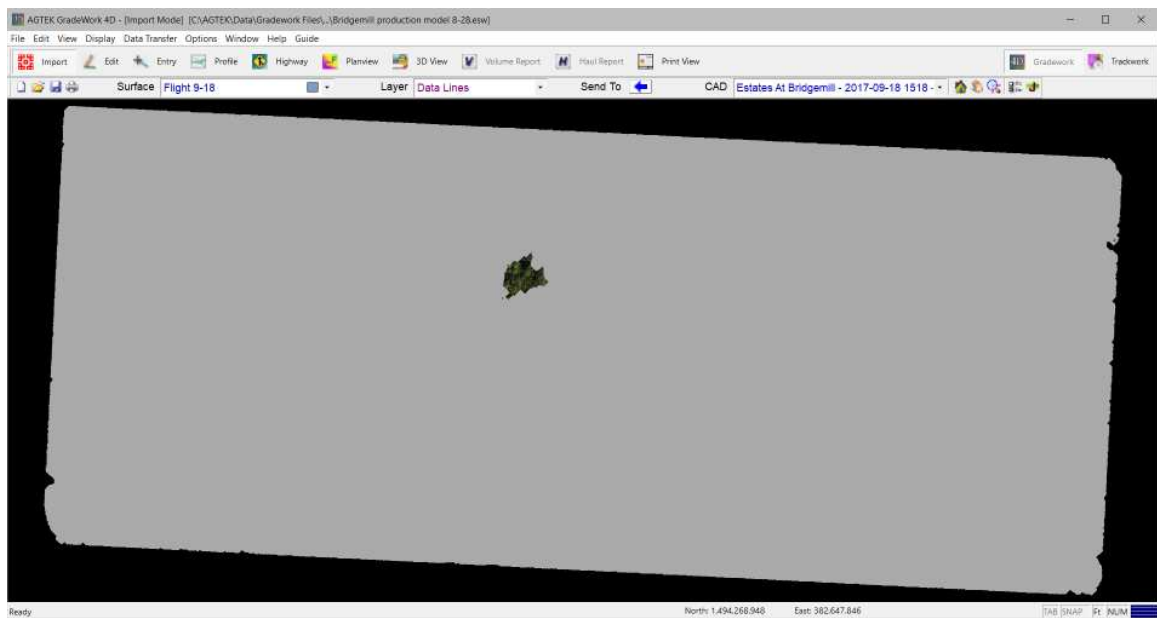 AGTEK GradeWork 4D - [Import Mode] [C:\AGTEK\Data\Gradework Files\..\Bridgemill production model 8-28.esw]
File Edit View Display Data Transfer Options Window Help Guide
Import Edit Entry Profile Highway Planview 3D View Volume Report Haul Report Print View 4D Gradework Trackwork
Surface Flight 9-18 Layer Data Lines Send To CAD Estates At Bridgemill - 2017-09-18 1518 -
Ready North: 1,494,268.948 East: 382,647.846 TAB SNAP Ft NUM